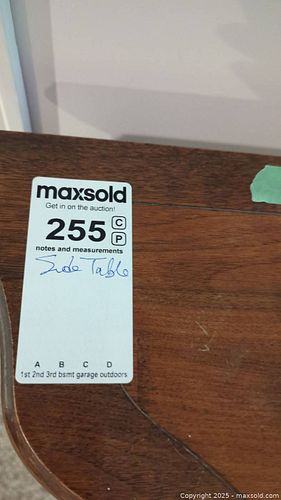 maxsold
Get in on the auction!
255 C
P
notes and measurements
Side Table
A B C D
1st 2nd 3rd bsmt garage outdoors
Copyright 2025 - maxsold.com